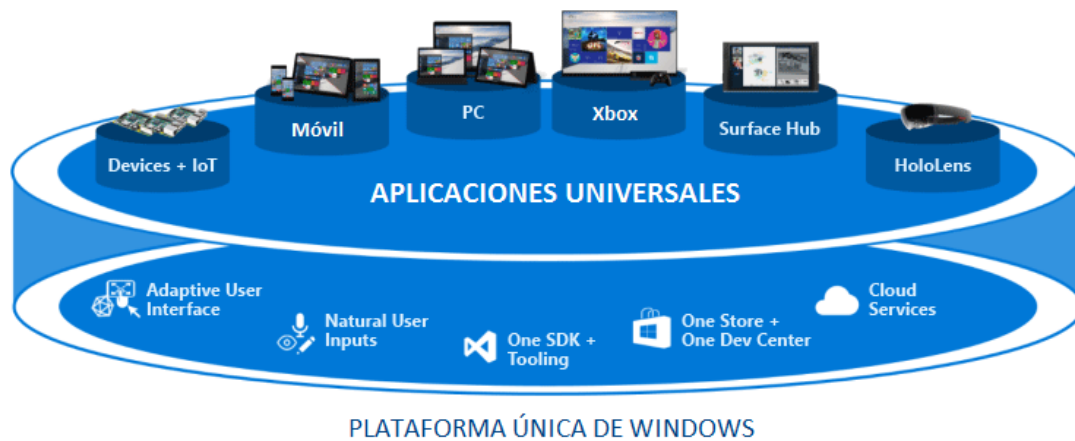 Devices + IoT
Móvil
PC
Xbox
Surface Hub
HoloLens
APLICACIONES UNIVERSALES
Adaptive User
Interface
Natural User
Inputs
One SDK +
Tooling
One Store +
One Dev Center
Cloud
Services
PLATAFORMA ÚNICA DE WINDOWS